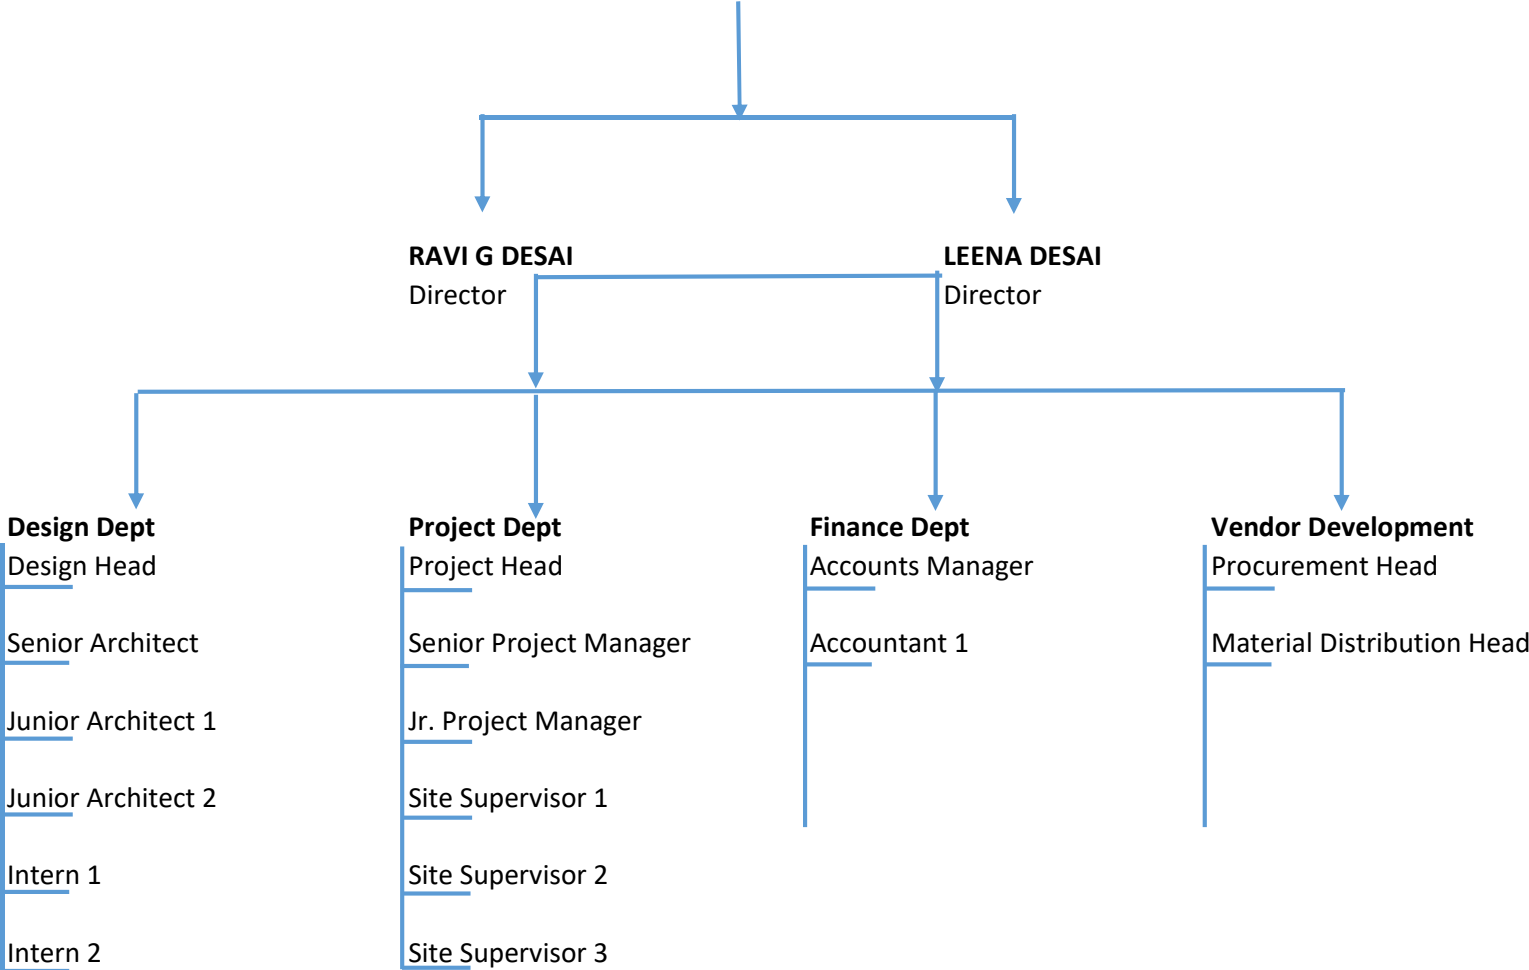 RAVI G DESAI
Director
LEENA DESAI
Director
Design Dept
Design Head
Senior Architect
Junior Architect 1
Junior Architect 2
Intern 1
Intern 2
Project Dept
Project Head
Senior Project Manager
Jr. Project Manager
Site Supervisor 1
Site Supervisor 2
Site Supervisor 3
Finance Dept
Accounts Manager
Accountant 1
Vendor Development
Procurement Head
Material Distribution Head